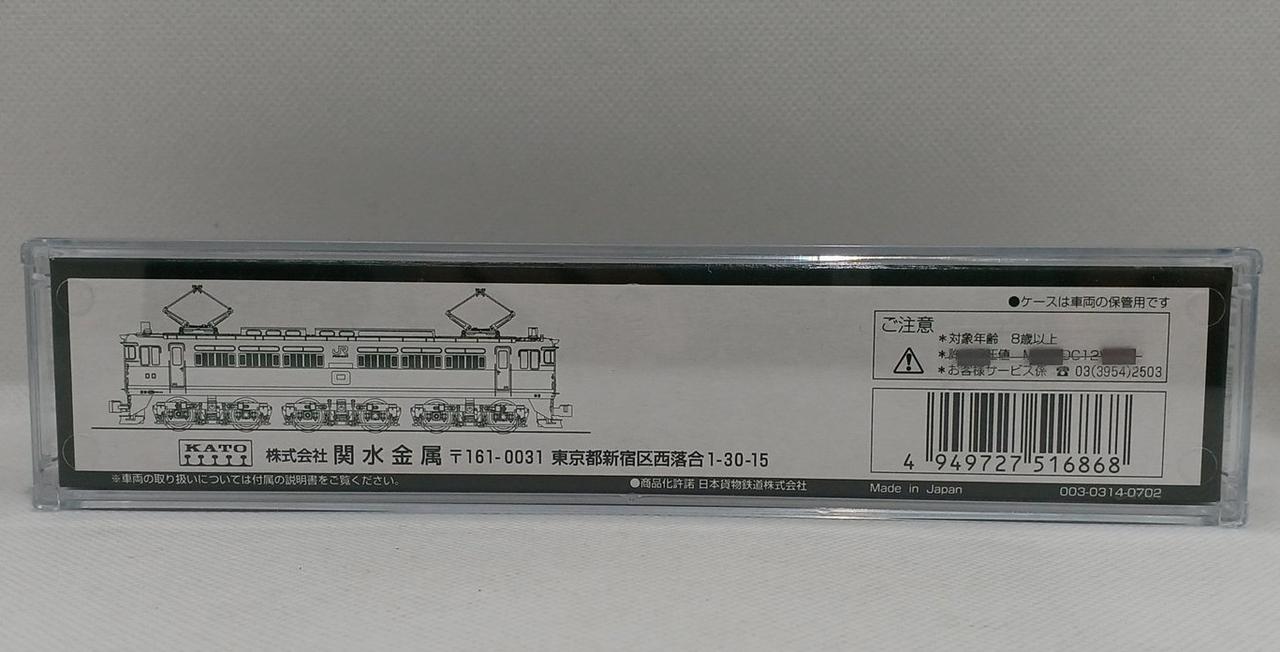 ●ケースは車両の保管用です
ご注意
*対象年齢 8歳以上
*お客様サービス係 ☎ 03(3954)2503
JR
KATO 株式会社 関水金属 〒161-0031 東京都新宿区西落合1-30-15
4 949727 516868
※車両の取り扱いについては付属の説明書をご覧ください。 ●商品化許諾 日本貨物鉄道株式会社 Made in Japan 003-0314-0702